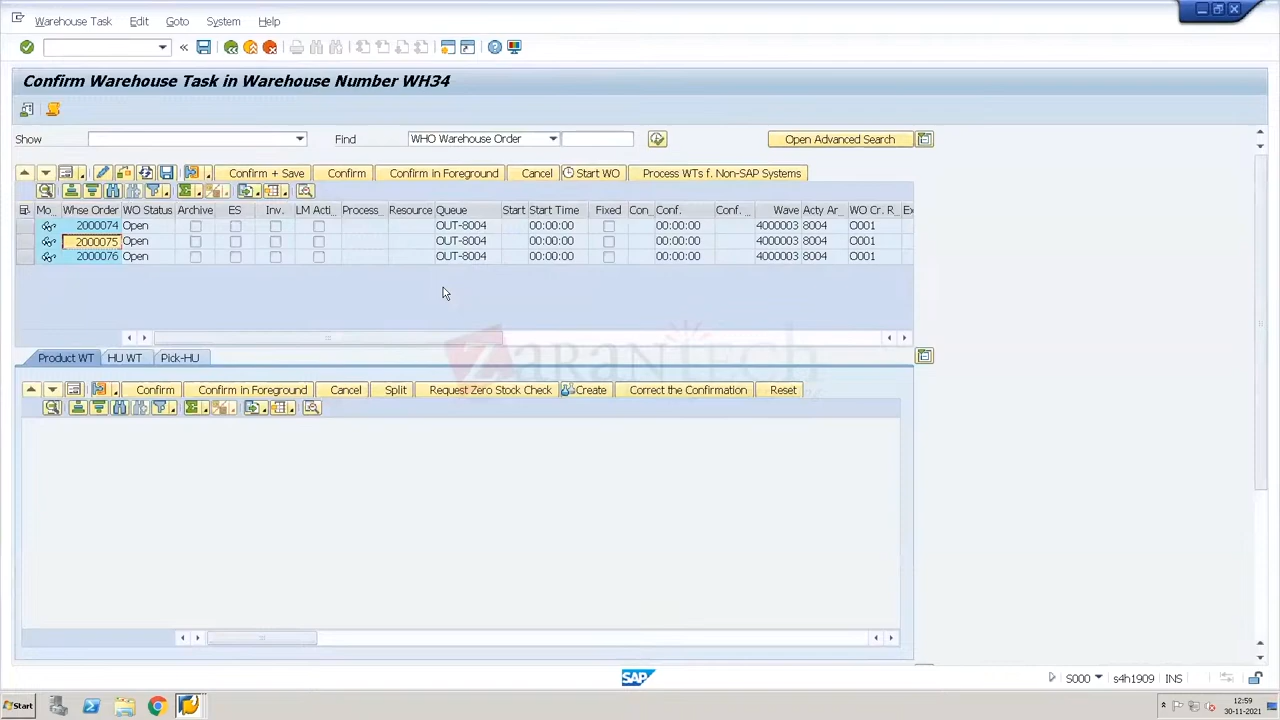 Warehouse Task Edit Goto System Help
Confirm Warehouse Task in Warehouse Number WH34
Show Find WHO Warehouse Order Open Advanced Search
Confirm + Save Confirm Confirm in Foreground Cancel Start WO Process WTs f. Non-SAP Systems
Mo... Whse Order WO Status Archive ES Inv. LM Acti... Process... Resource Queue Start Start Time Fixed Con... Conf. Conf. ... Wave Acty Ar... WO Cr. R... Ex
2000074 Open OUT-8004 00:00:00 00:00:00 4000003 8004 O001
2000075 Open OUT-8004 00:00:00 00:00:00 4000003 8004 O001
2000076 Open OUT-8004 00:00:00 00:00:00 4000003 8004 O001
ZARANTech
Product WT HU WT Pick-HU
Confirm Confirm in Foreground Cancel Split Request Zero Stock Check Create Correct the Confirmation Reset
SAP S000 s4h1909 INS
Start 12:59
30-11-2021